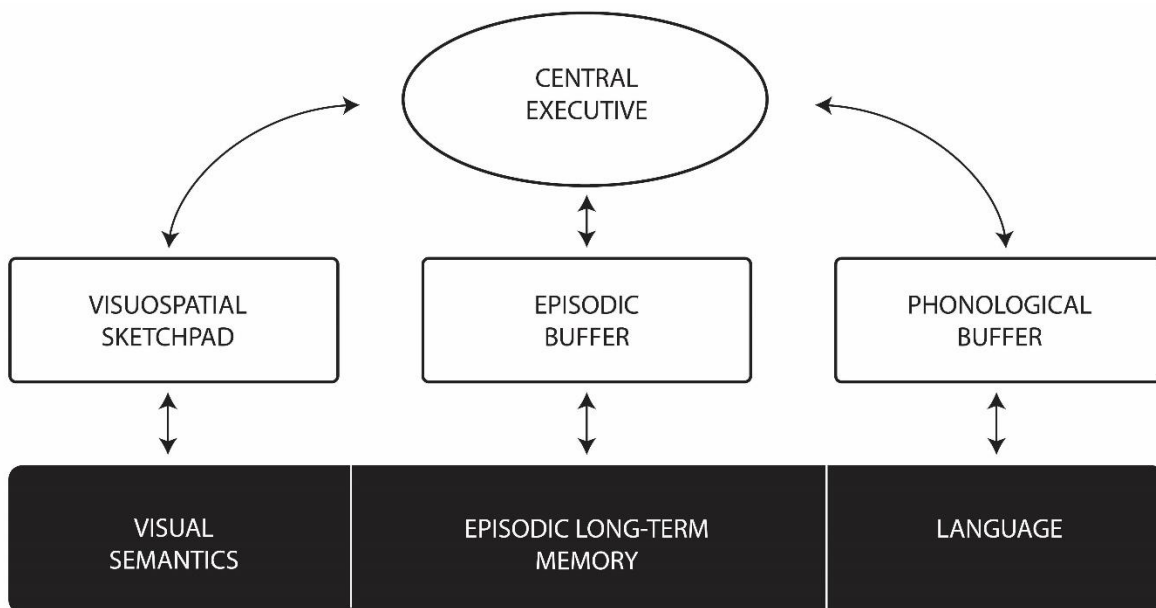 CENTRAL
EXECUTIVE
VISUOSPATIAL
SKETCHPAD
EPISODIC
BUFFER
PHONOLOGICAL
BUFFER
VISUAL
SEMANTICS
EPISODIC LONG-TERM
MEMORY
LANGUAGE